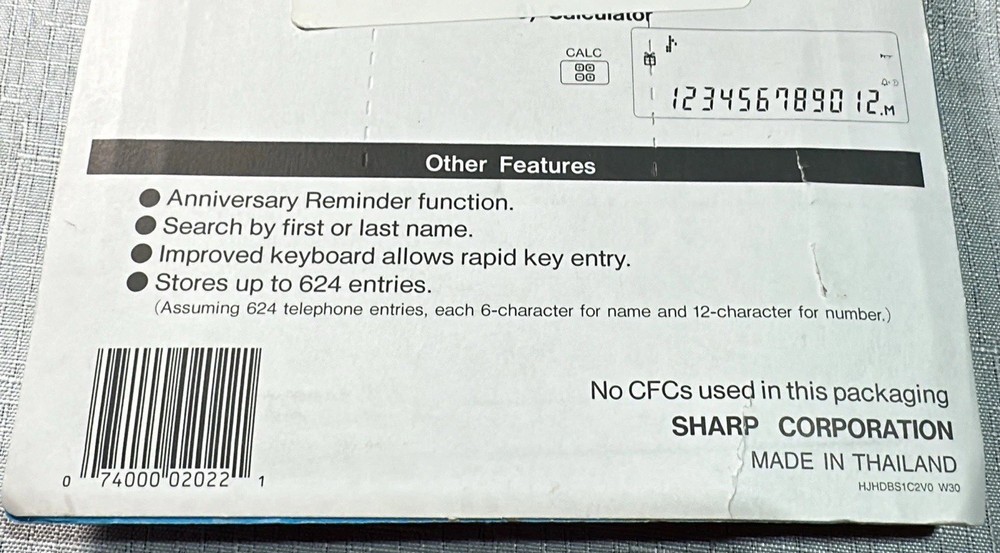 Calculator
CALC
123456789012.M
Other Features
● Anniversary Reminder function.
● Search by first or last name.
● Improved keyboard allows rapid key entry.
● Stores up to 624 entries.
(Assuming 624 telephone entries, each 6-character for name and 12-character for number.)
No CFCs used in this packaging
SHARP CORPORATION
MADE IN THAILAND
HJHDBS1C2V0 W30
0 74000 02022 1